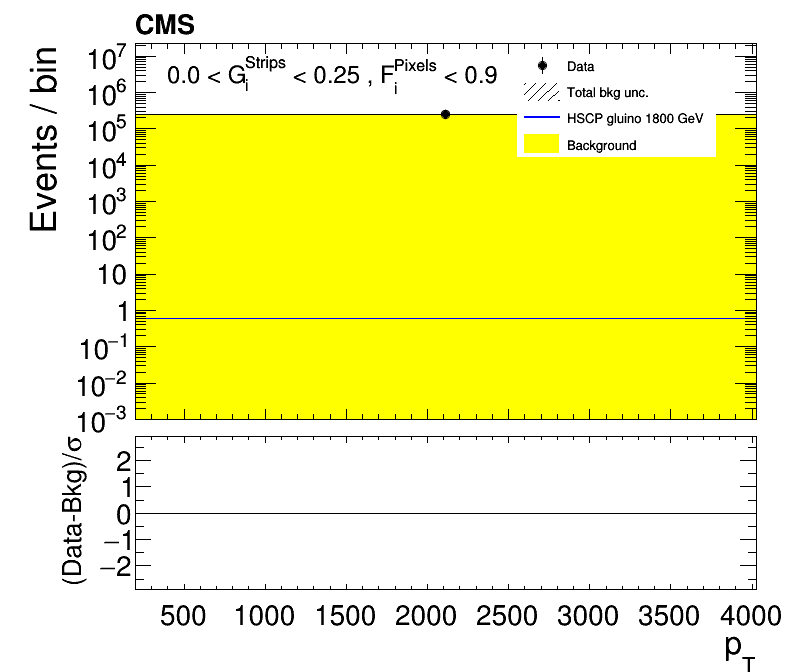 CMS
Events / bin
10^7
10^6
10^5
10^4
10^3
10^2
10
1
10^−1
10^−2
10^−3
0.0 < G_i^Strips < 0.25 , F_i^Pixels < 0.9
Data
Total bkg unc.
HSCP gluino 1800 GeV
Background
(Data-Bkg)/σ
2
1
0
−1
−2
500 1000 1500 2000 2500 3000 3500 4000
p_T